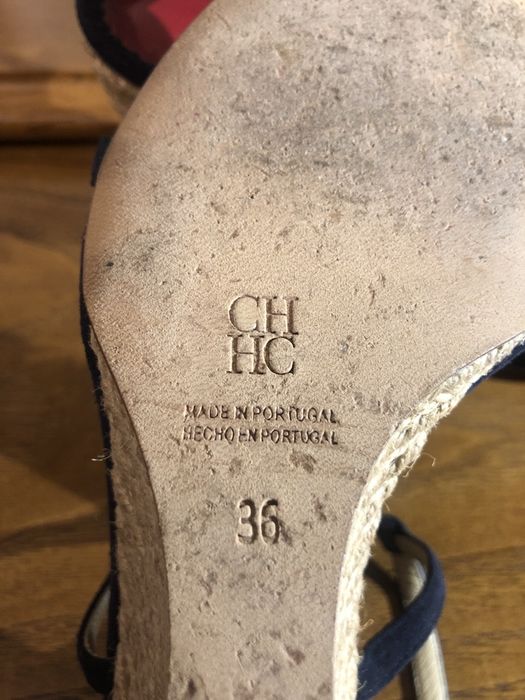 CH
HC
MADE IN PORTUGAL
HECHO EN PORTUGAL
36